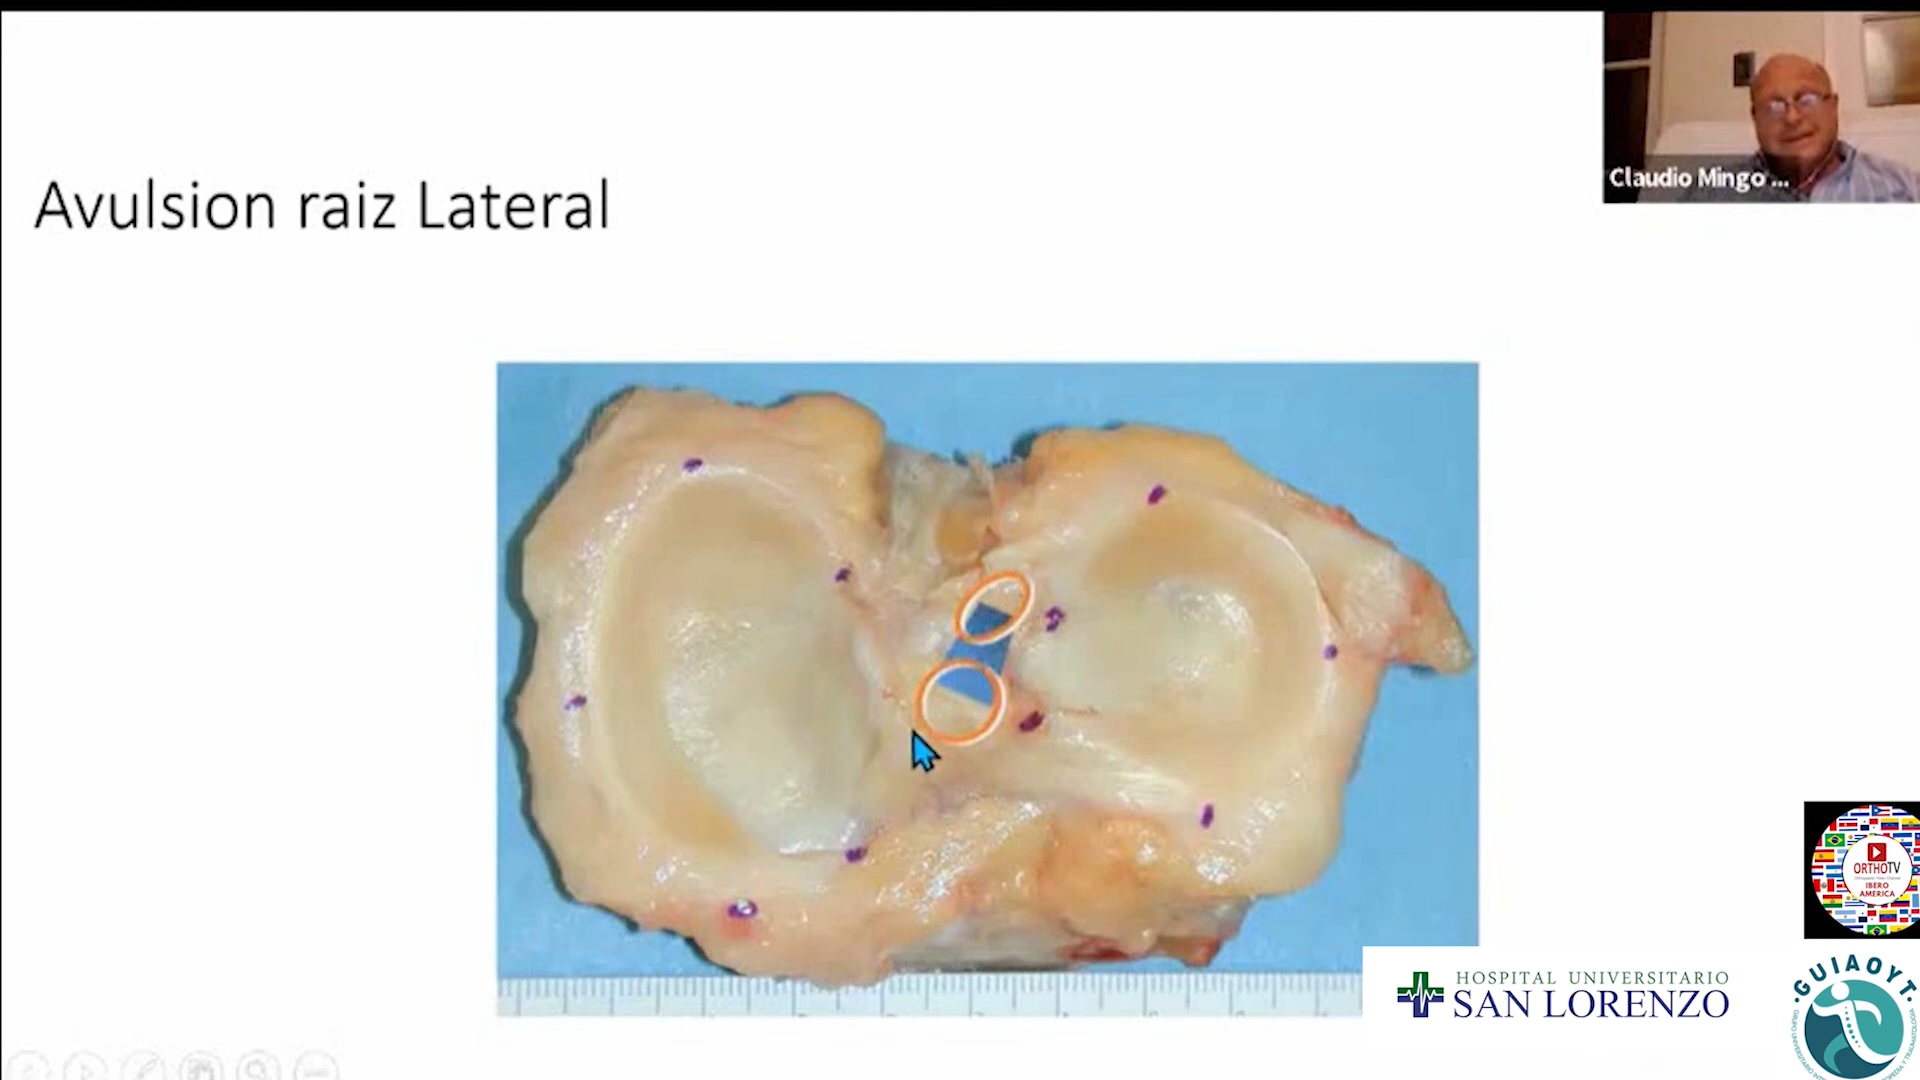 Avulsion raiz Lateral
Claudio Mingo ...
ORTHOTV
IBERO
AMERICA
HOSPITAL UNIVERSITARIO
SAN LORENZO
GUIAOYT